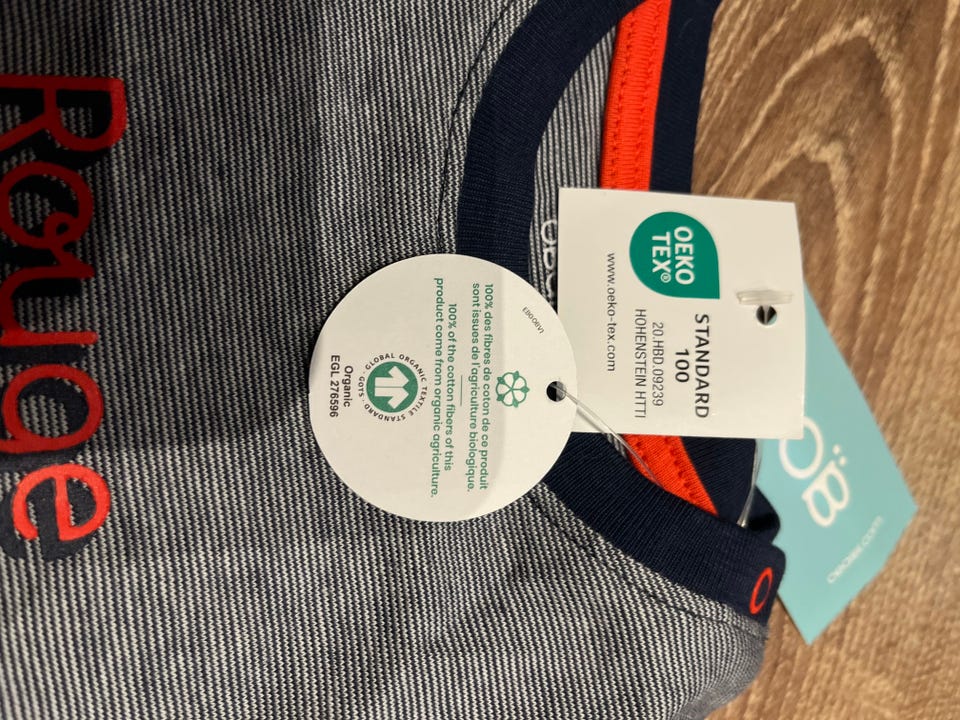 Rouge
EB0OBV1
100% des fibres de coton de ce produit
sont issues de l'agriculture biologique.
100% of the cotton fibers of this
product come from organic agriculture.
GLOBAL ORGANIC TEXTILE STANDARD · GOTS ·
Organic
EGL 276596
OEKO
TEX®
STANDARD
100
20.HBD.09239
HOHENSTEIN HTTI
www.oeko-tex.com
ÖB